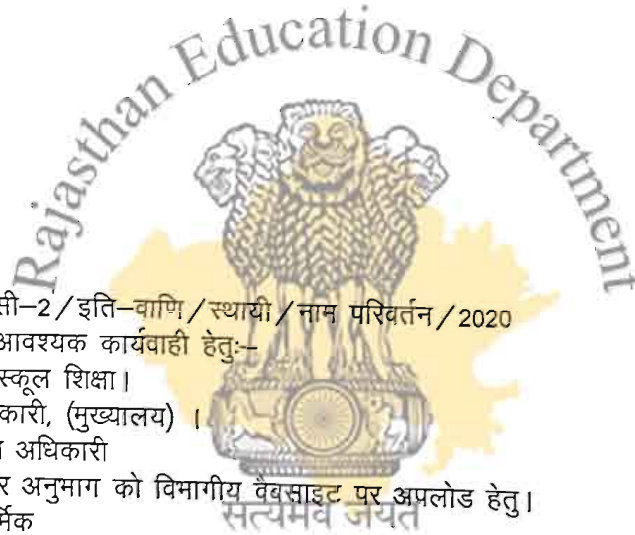 Rajasthan Education Department
सी–2/इति–वाणि/स्थायी/नाम परिवर्तन/2020
आवश्यक कार्यवाही हेतुः–
स्कूल शिक्षा।
कारी, (मुख्यालय) ।
अधिकारी
र अनुभाग को विभागीय वैबसाइट पर अपलोड हेतु।
र्मिक
सत्यमेव जयते